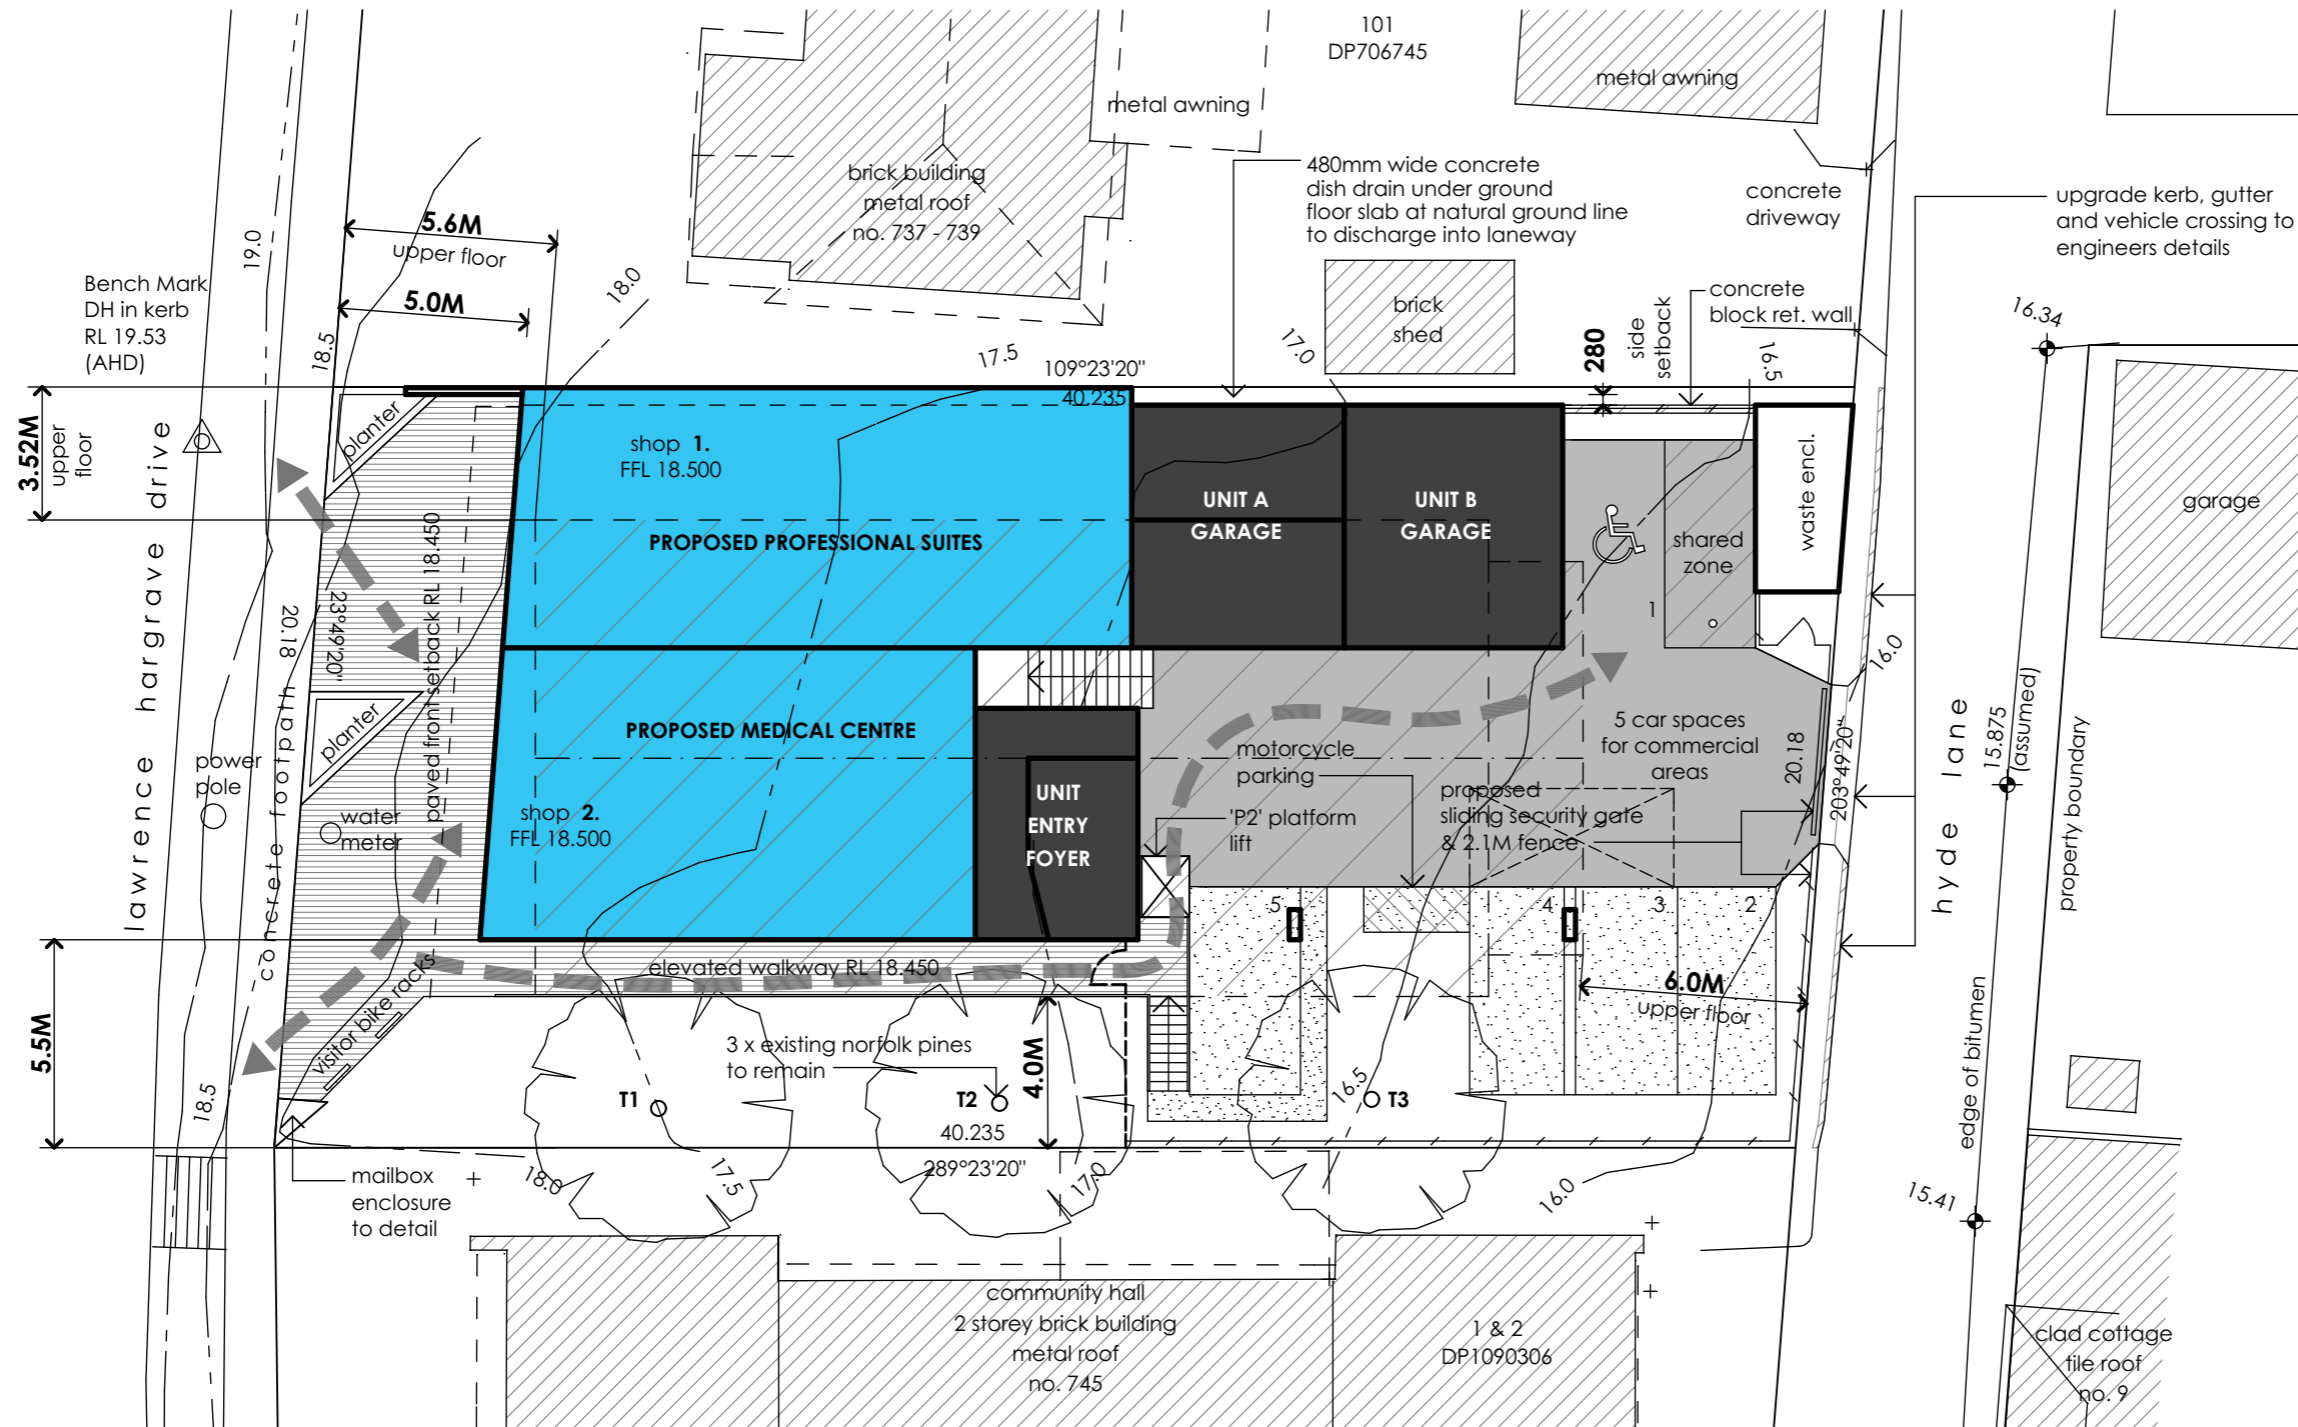 101
DP706745
metal awning
metal awning
brick building
metal roof
no. 737 - 739
480mm wide concrete
dish drain under ground
floor slab at natural ground line
to discharge into laneway
concrete
driveway
upgrade kerb, gutter
and vehicle crossing to
engineers details
5.6M
upper floor
5.0M
19.0
18.0
18.5
Bench Mark
DH in kerb
RL 19.53
(AHD)
brick
shed
280
side
setback
concrete
block ret. wall
16.34
17.5
109°23'20"
40.235
17.0
16.5
3.52M
upper
floor
planter
shop 1.
FFL 18.500
PROPOSED PROFESSIONAL SUITES
UNIT A
GARAGE
UNIT B
GARAGE
shared
zone
waste encl.
garage
lawrence hargrave drive
concrete footpath
20.18
23°49'20"
paved front setback RL 18.450
1
16.0
planter
PROPOSED MEDICAL CENTRE
5 car spaces
for commercial
areas
20.18
203°49'20"
hyde lane
15.875
(assumed)
property boundary
power
pole
water
meter
shop 2.
FFL 18.500
UNIT
ENTRY
FOYER
motorcycle
parking
'P2' platform
lift
proposed
sliding security gate
& 2.1M fence
5
4
3
2
elevated walkway RL 18.450
visitor bike racks
5.5M
6.0M
upper floor
3 x existing norfolk pines
to remain
4.0M
T1
T2
T3
16.5
40.235
289°23'20"
18.5
18.0
17.5
17.0
16.0
mailbox
enclosure
to detail
edge of bitumen
15.41
community hall
2 storey brick building
metal roof
no. 745
1 & 2
DP1090306
clad cottage
tile roof
no. 9